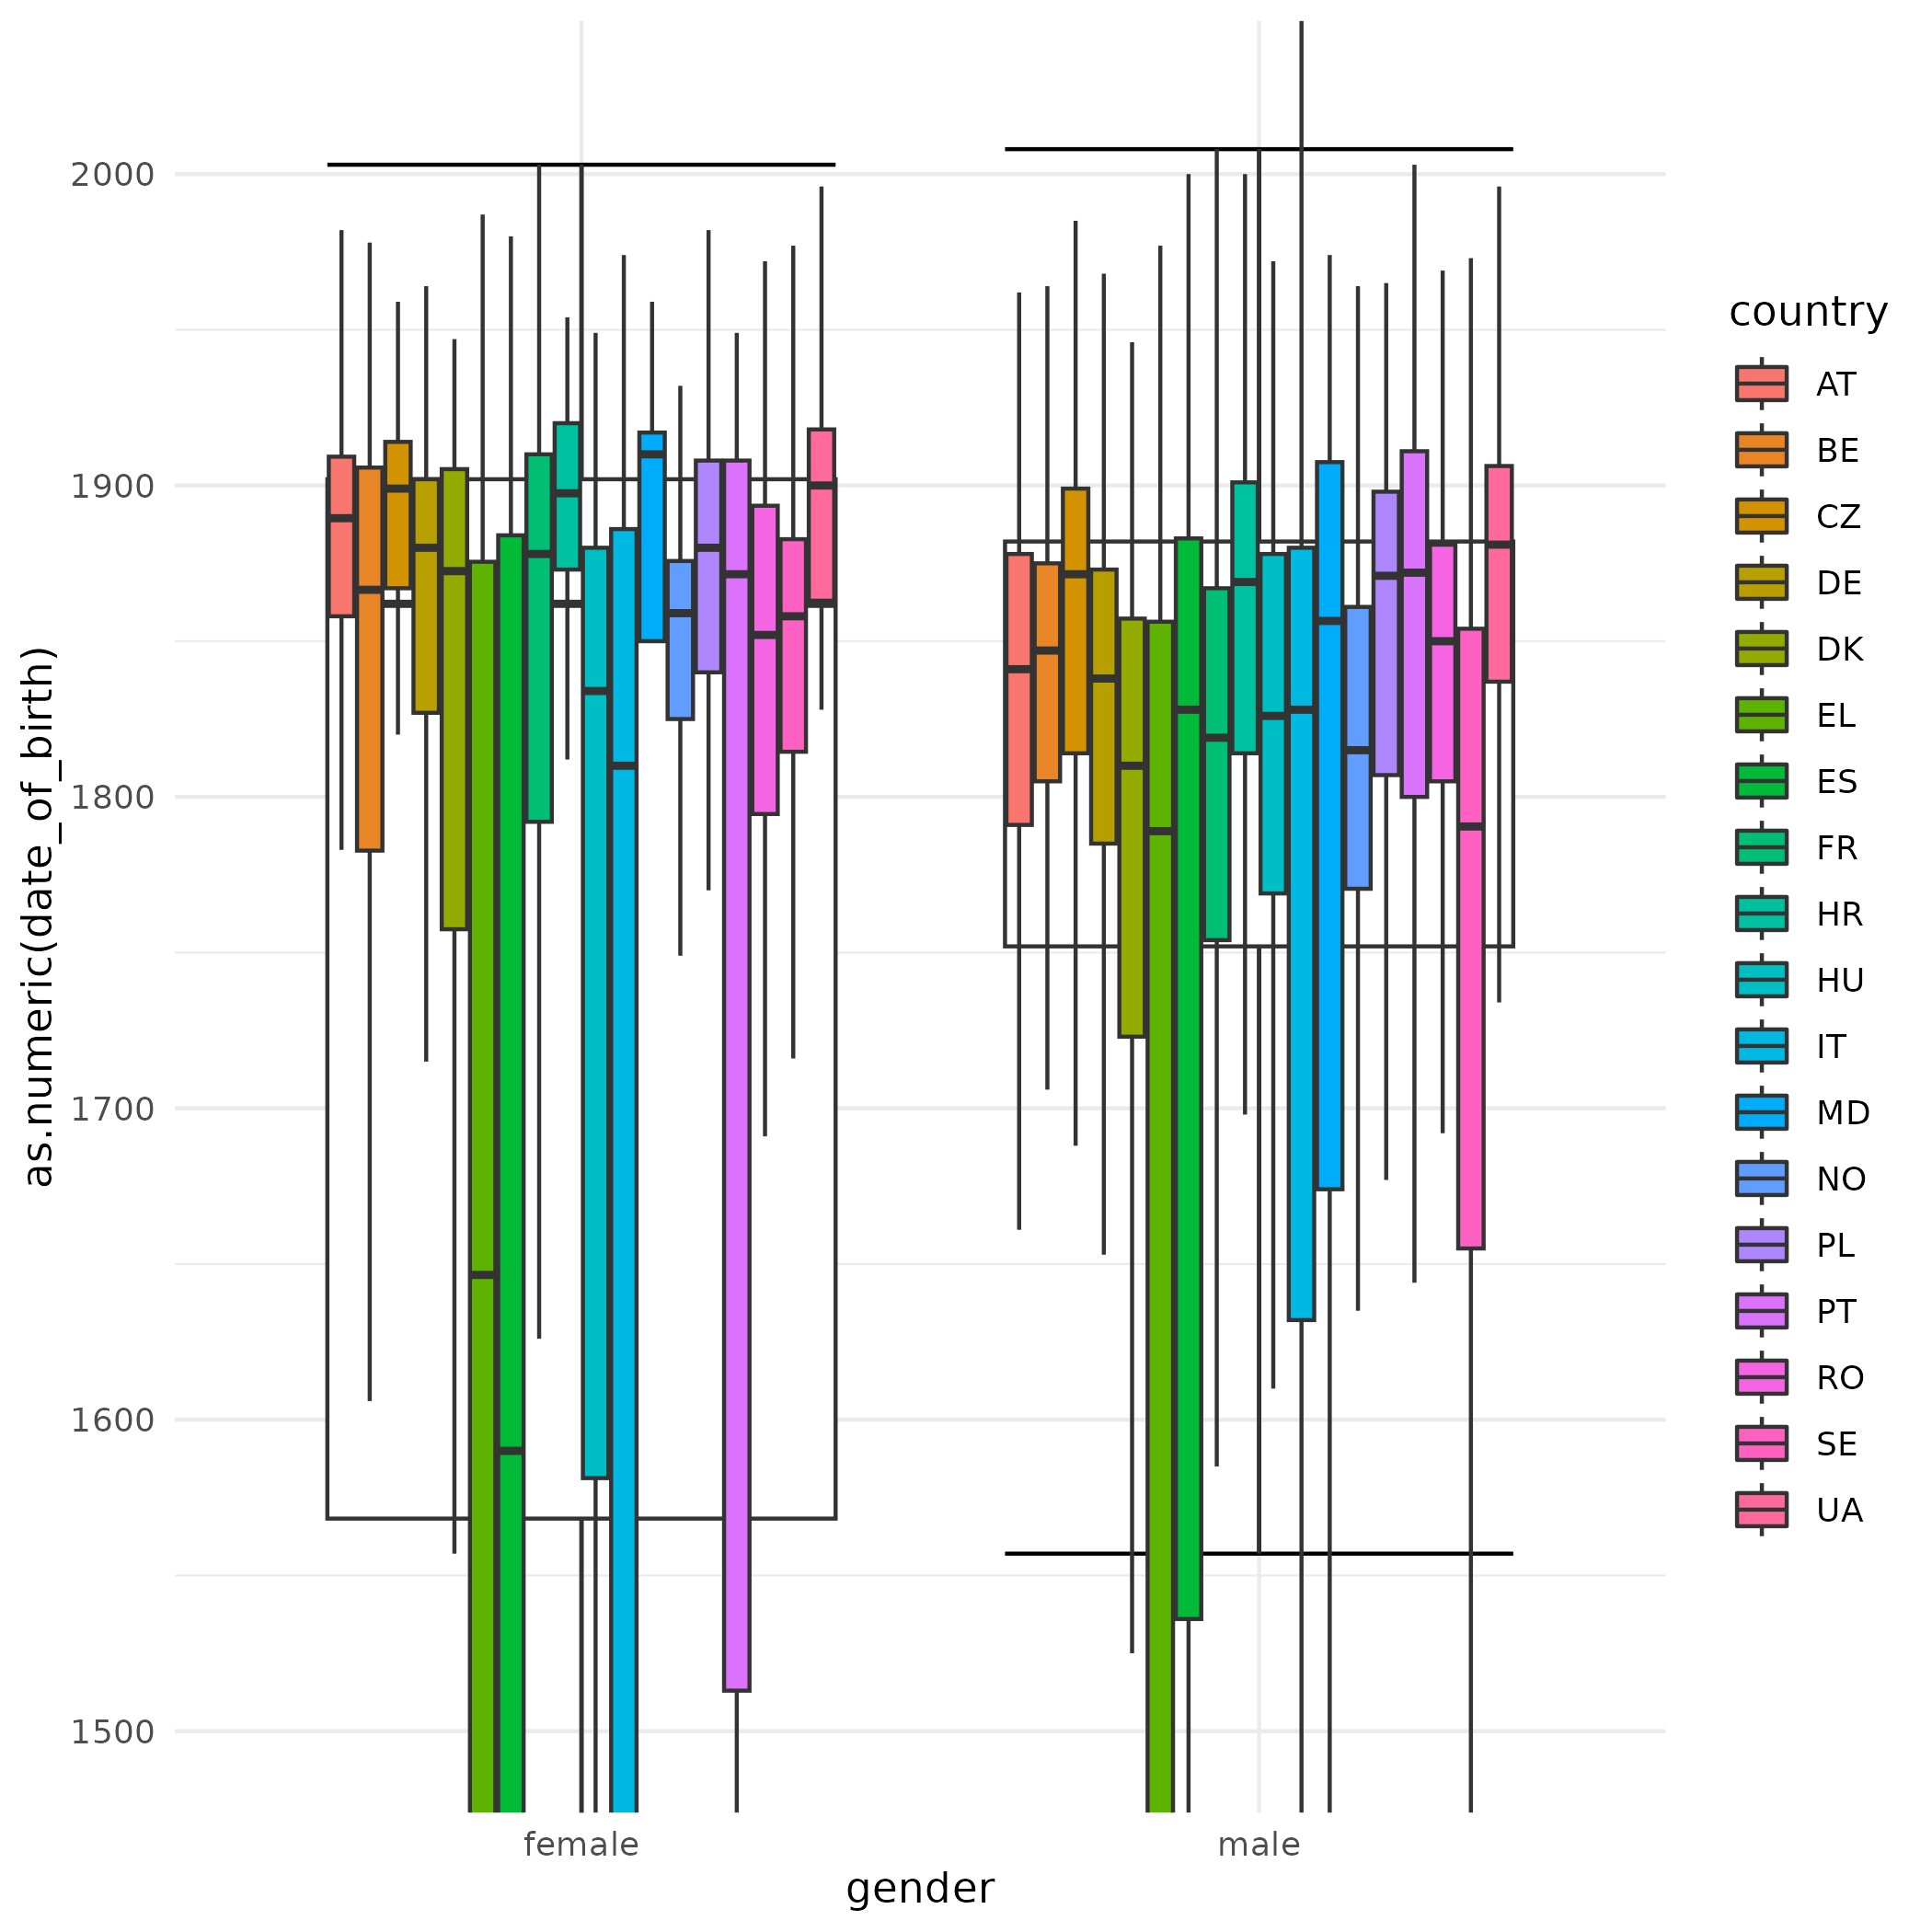 as.numeric(date_of_birth)
2000
1900
1800
1700
1600
1500
female
male
gender
country
AT
BE
CZ
DE
DK
EL
ES
FR
HR
HU
IT
MD
NO
PL
PT
RO
SE
UA